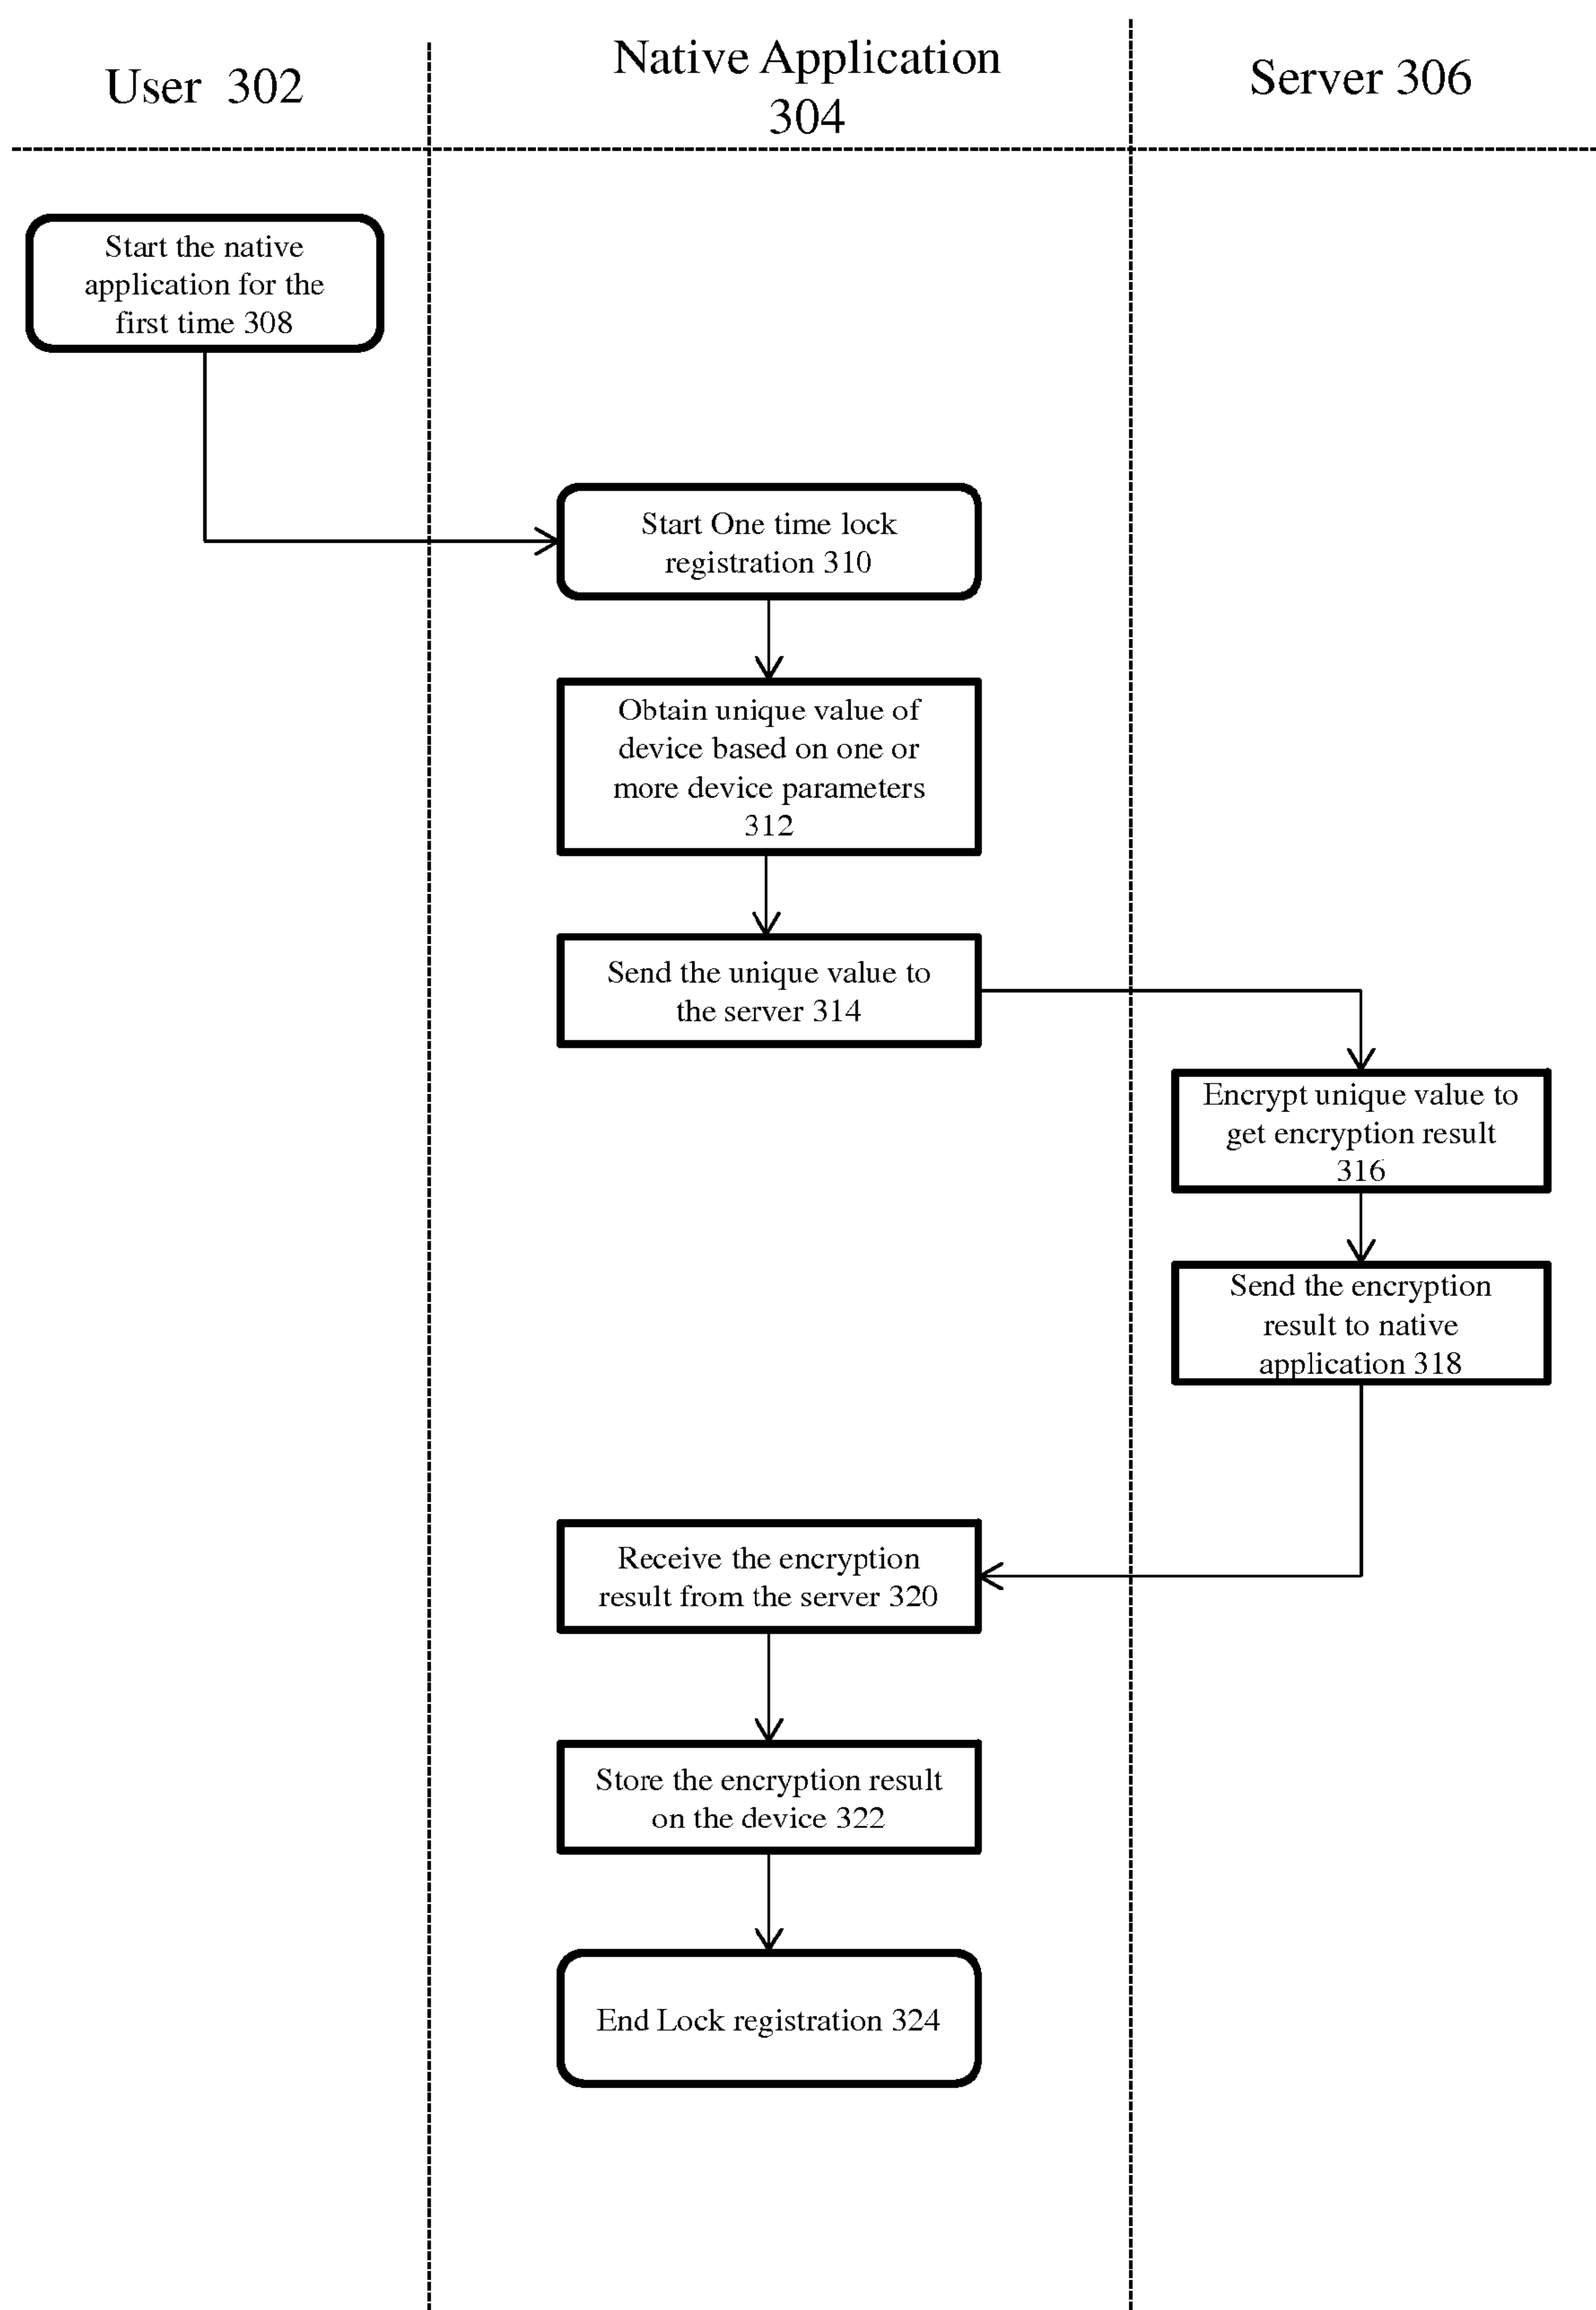 User 302
Native Application
304
Server 306
Start the native
application for the
first time 308
Start One time lock
registration 310
Obtain unique value of
device based on one or
more device parameters
312
Send the unique value to
the server 314
Encrypt unique value to
get encryption result
316
Send the encryption
result to native
application 318
Receive the encryption
result from the server 320
Store the encryption result
on the device 322
End Lock registration 324